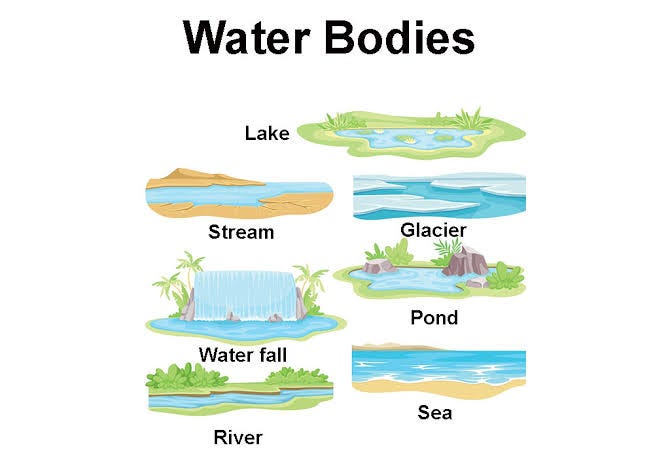 Water Bodies
Lake
Stream
Glacier
Water fall
Pond
River
Sea